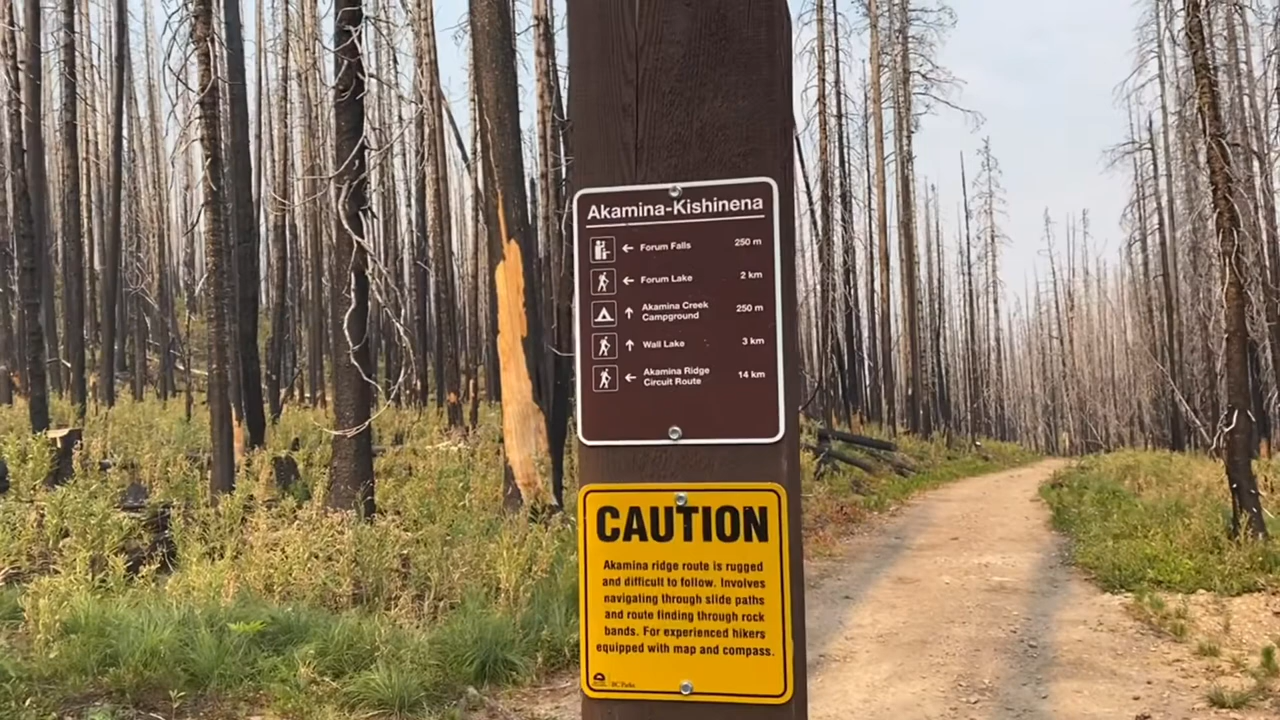 Akamina-Kishinena
← Forum Falls 250 m
← Forum Lake 2 km
↑ Akamina Creek
Campground 250 m
↑ Wall Lake 3 km
← Akamina Ridge
Circuit Route 14 km
CAUTION
Akamina ridge route is rugged
and difficult to follow. Involves
navigating through slide paths
and route finding through rock
bands. For experienced hikers
equipped with map and compass.
BC Parks